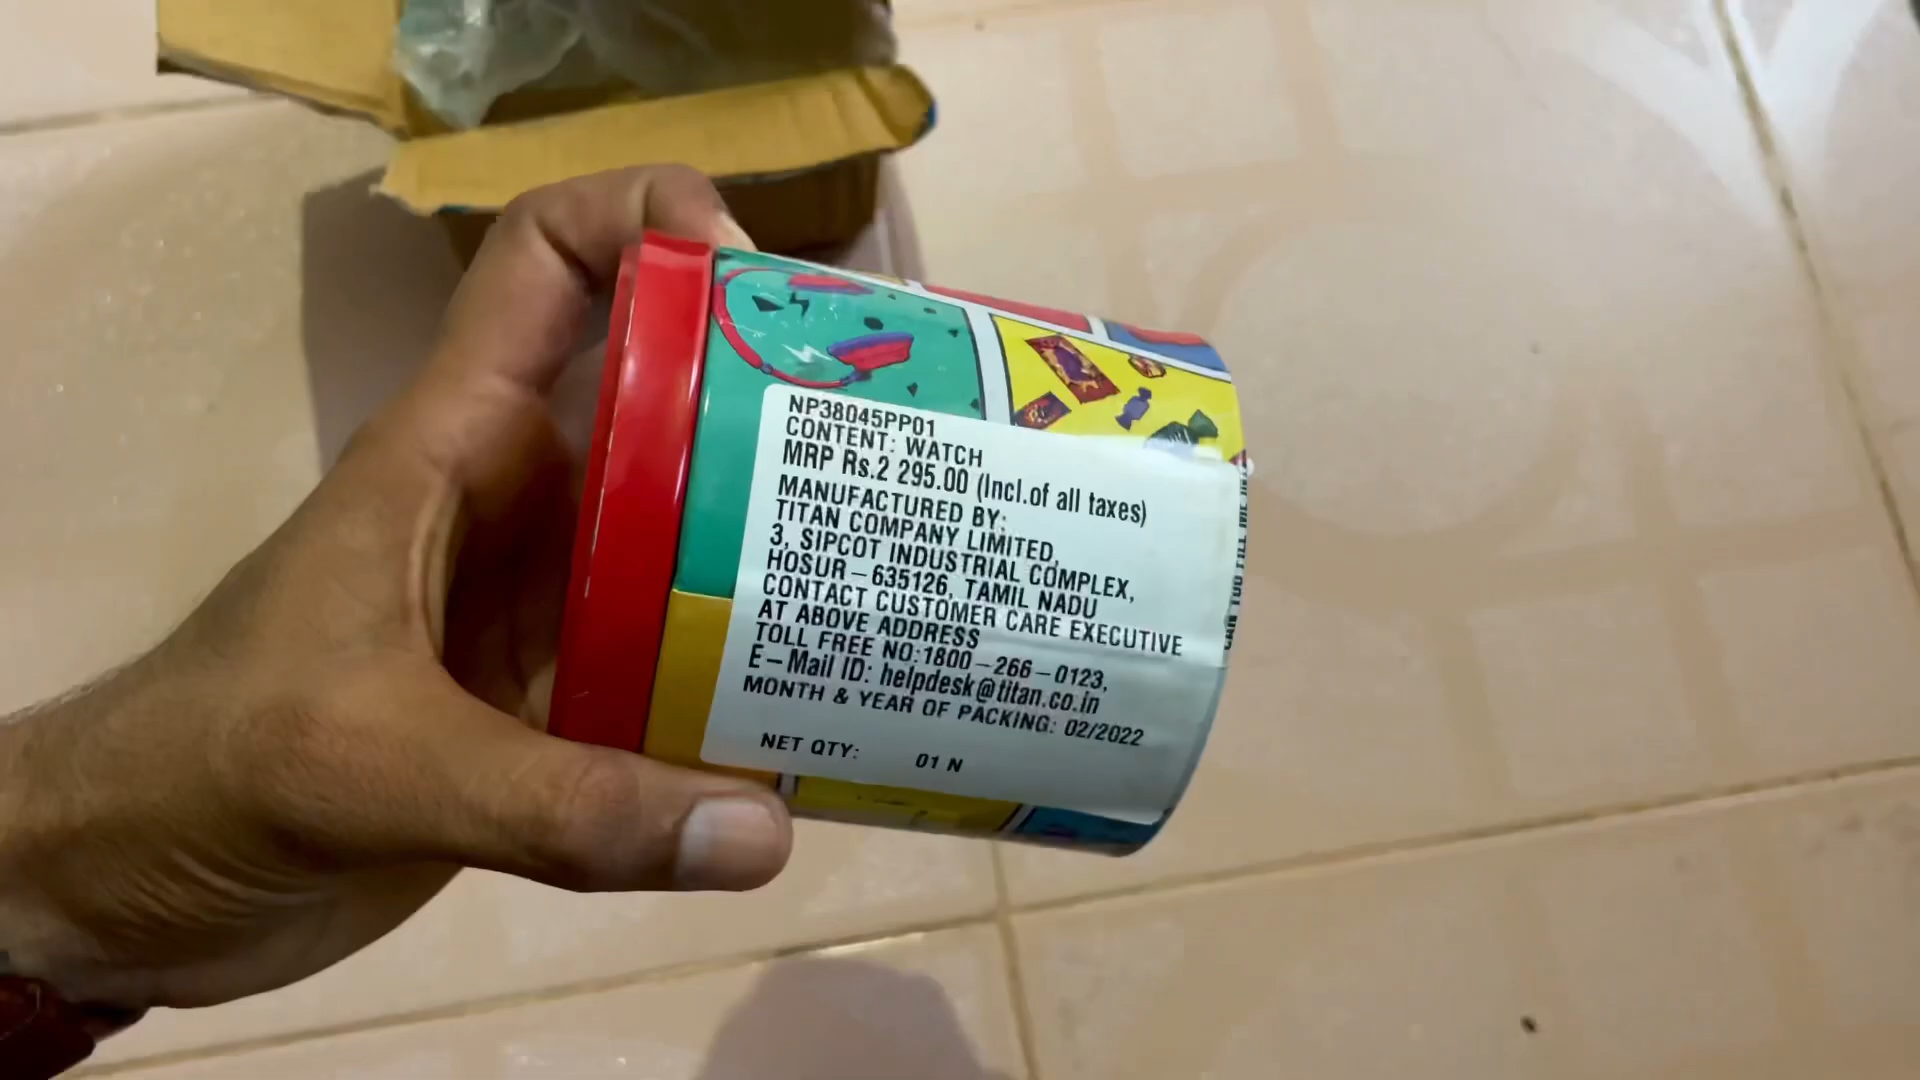 NP38045PP01
CONTENT: WATCH
MRP Rs.2 295.00 (Incl.of all taxes)
MANUFACTURED BY:
TITAN COMPANY LIMITED,
3, SIPCOT INDUSTRIAL COMPLEX,
HOSUR – 635126, TAMIL NADU
CONTACT CUSTOMER CARE EXECUTIVE
AT ABOVE ADDRESS
TOLL FREE NO:1800 – 266 – 0123,
E – Mail ID: helpdesk@titan.co.in
MONTH & YEAR OF PACKING: 02/2022
NET QTY: 01 N